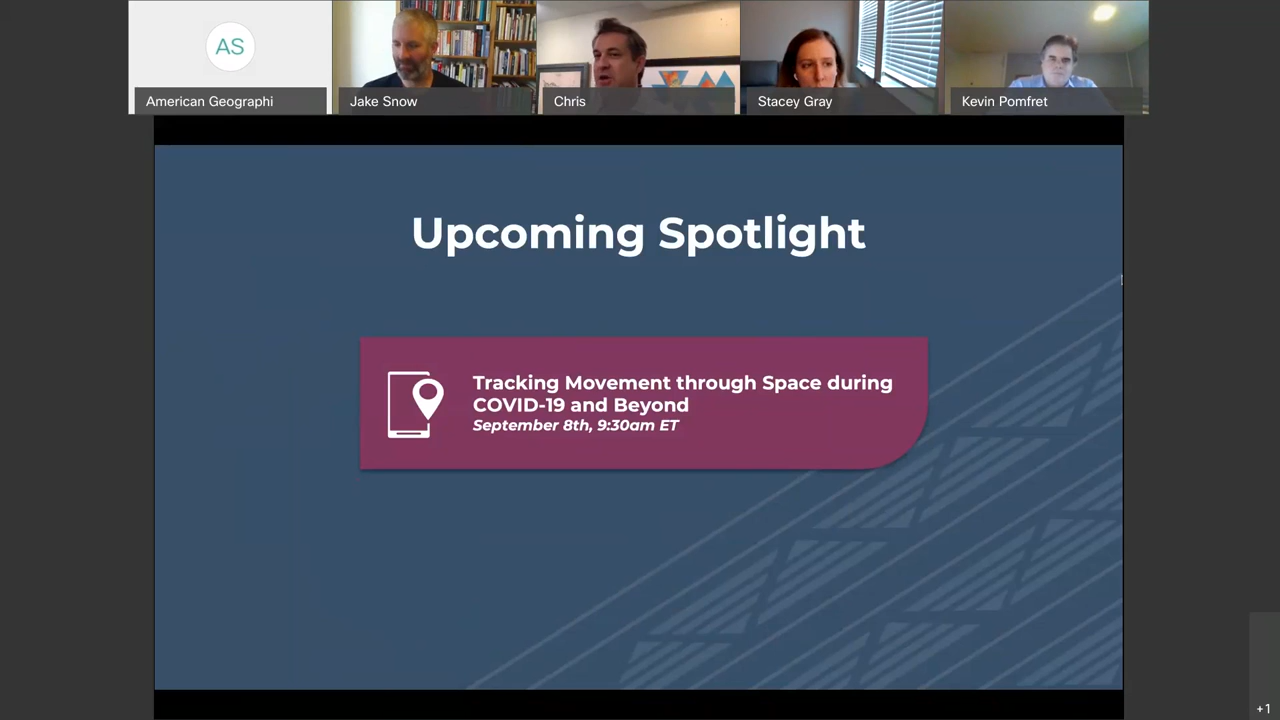 AS
American Geographi
Jake Snow
Chris
Stacey Gray
Kevin Pomfret
Upcoming Spotlight
Tracking Movement through Space during
COVID-19 and Beyond
September 8th, 9:30am ET
+1